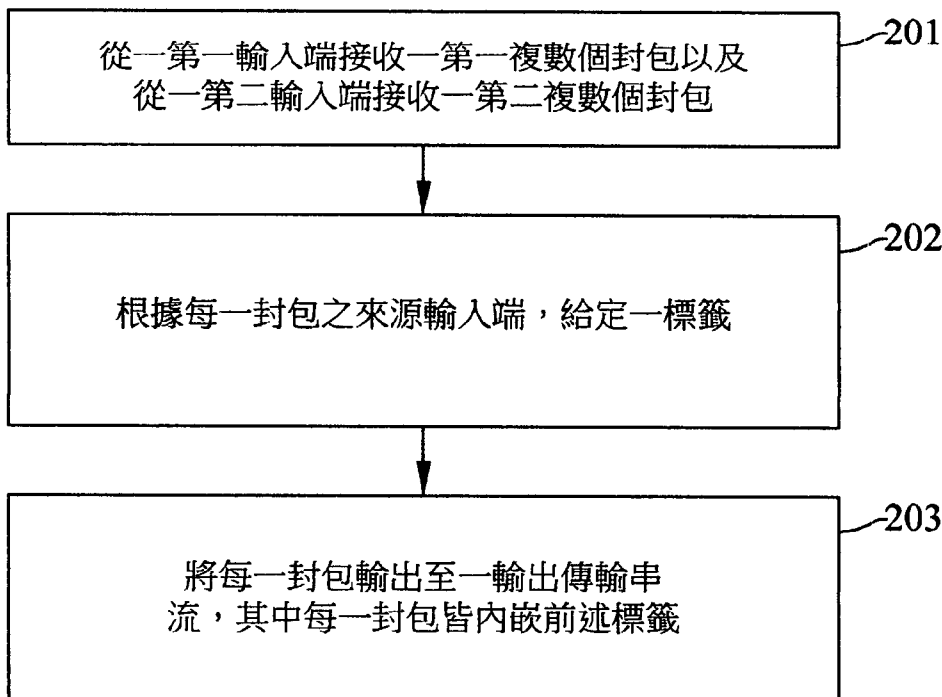 從一第一輸入端接收一第一複數個封包以及
從一第二輸入端接收一第二複數個封包
201
根據每一封包之來源輸入端，給定一標籤
202
將每一封包輸出至一輸出傳輸串
流，其中每一封包皆內嵌前述標籤
203